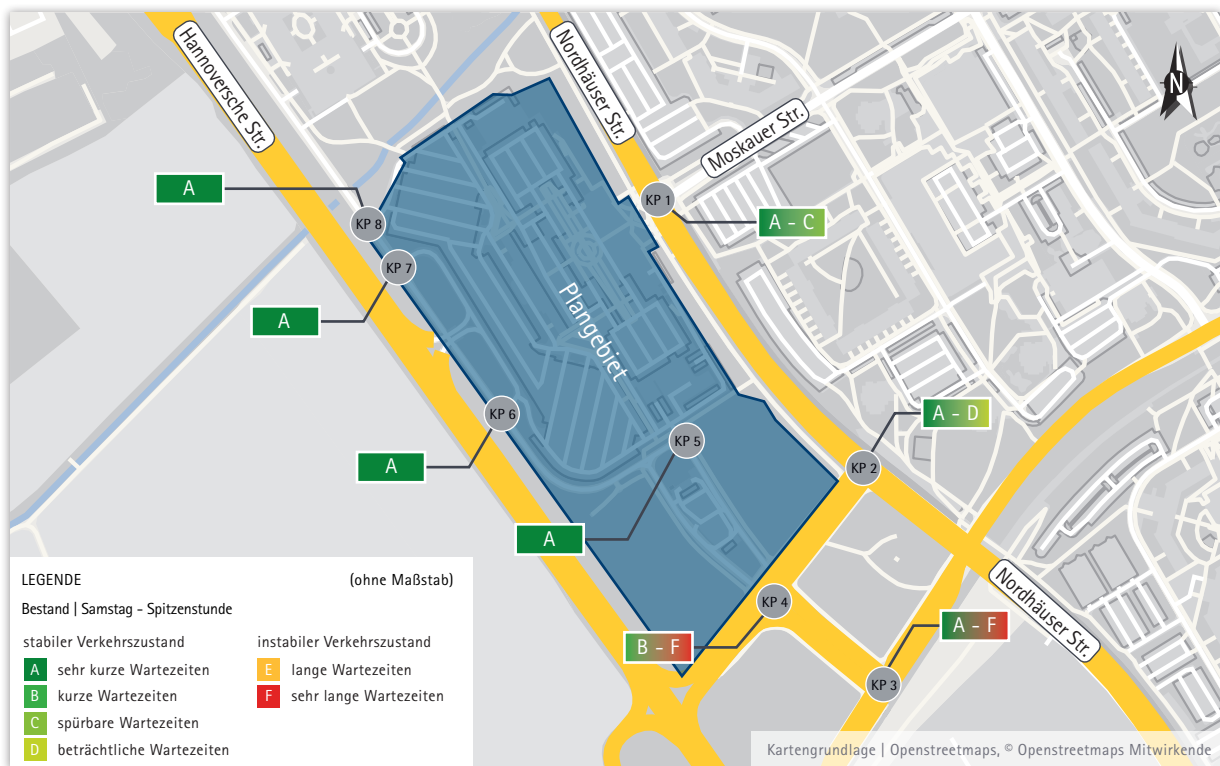 Hannoversche Str.
Nordhäuser Str.
Moskauer Str.
N
A
KP 8
KP 1
A - C
KP 7
A
Plangebiet
KP 6
A - D
KP 5
KP 2
A
A
KP 4
Nordhäuser Str.
A - F
B - F
KP 3
LEGENDE (ohne Maßstab)
Bestand | Samstag - Spitzenstunde
stabiler Verkehrszustand
A sehr kurze Wartezeiten
B kurze Wartezeiten
C spürbare Wartezeiten
D beträchtliche Wartezeiten
instabiler Verkehrszustand
E lange Wartezeiten
F sehr lange Wartezeiten
Kartengrundlage | Openstreetmaps, © Openstreetmaps Mitwirkende